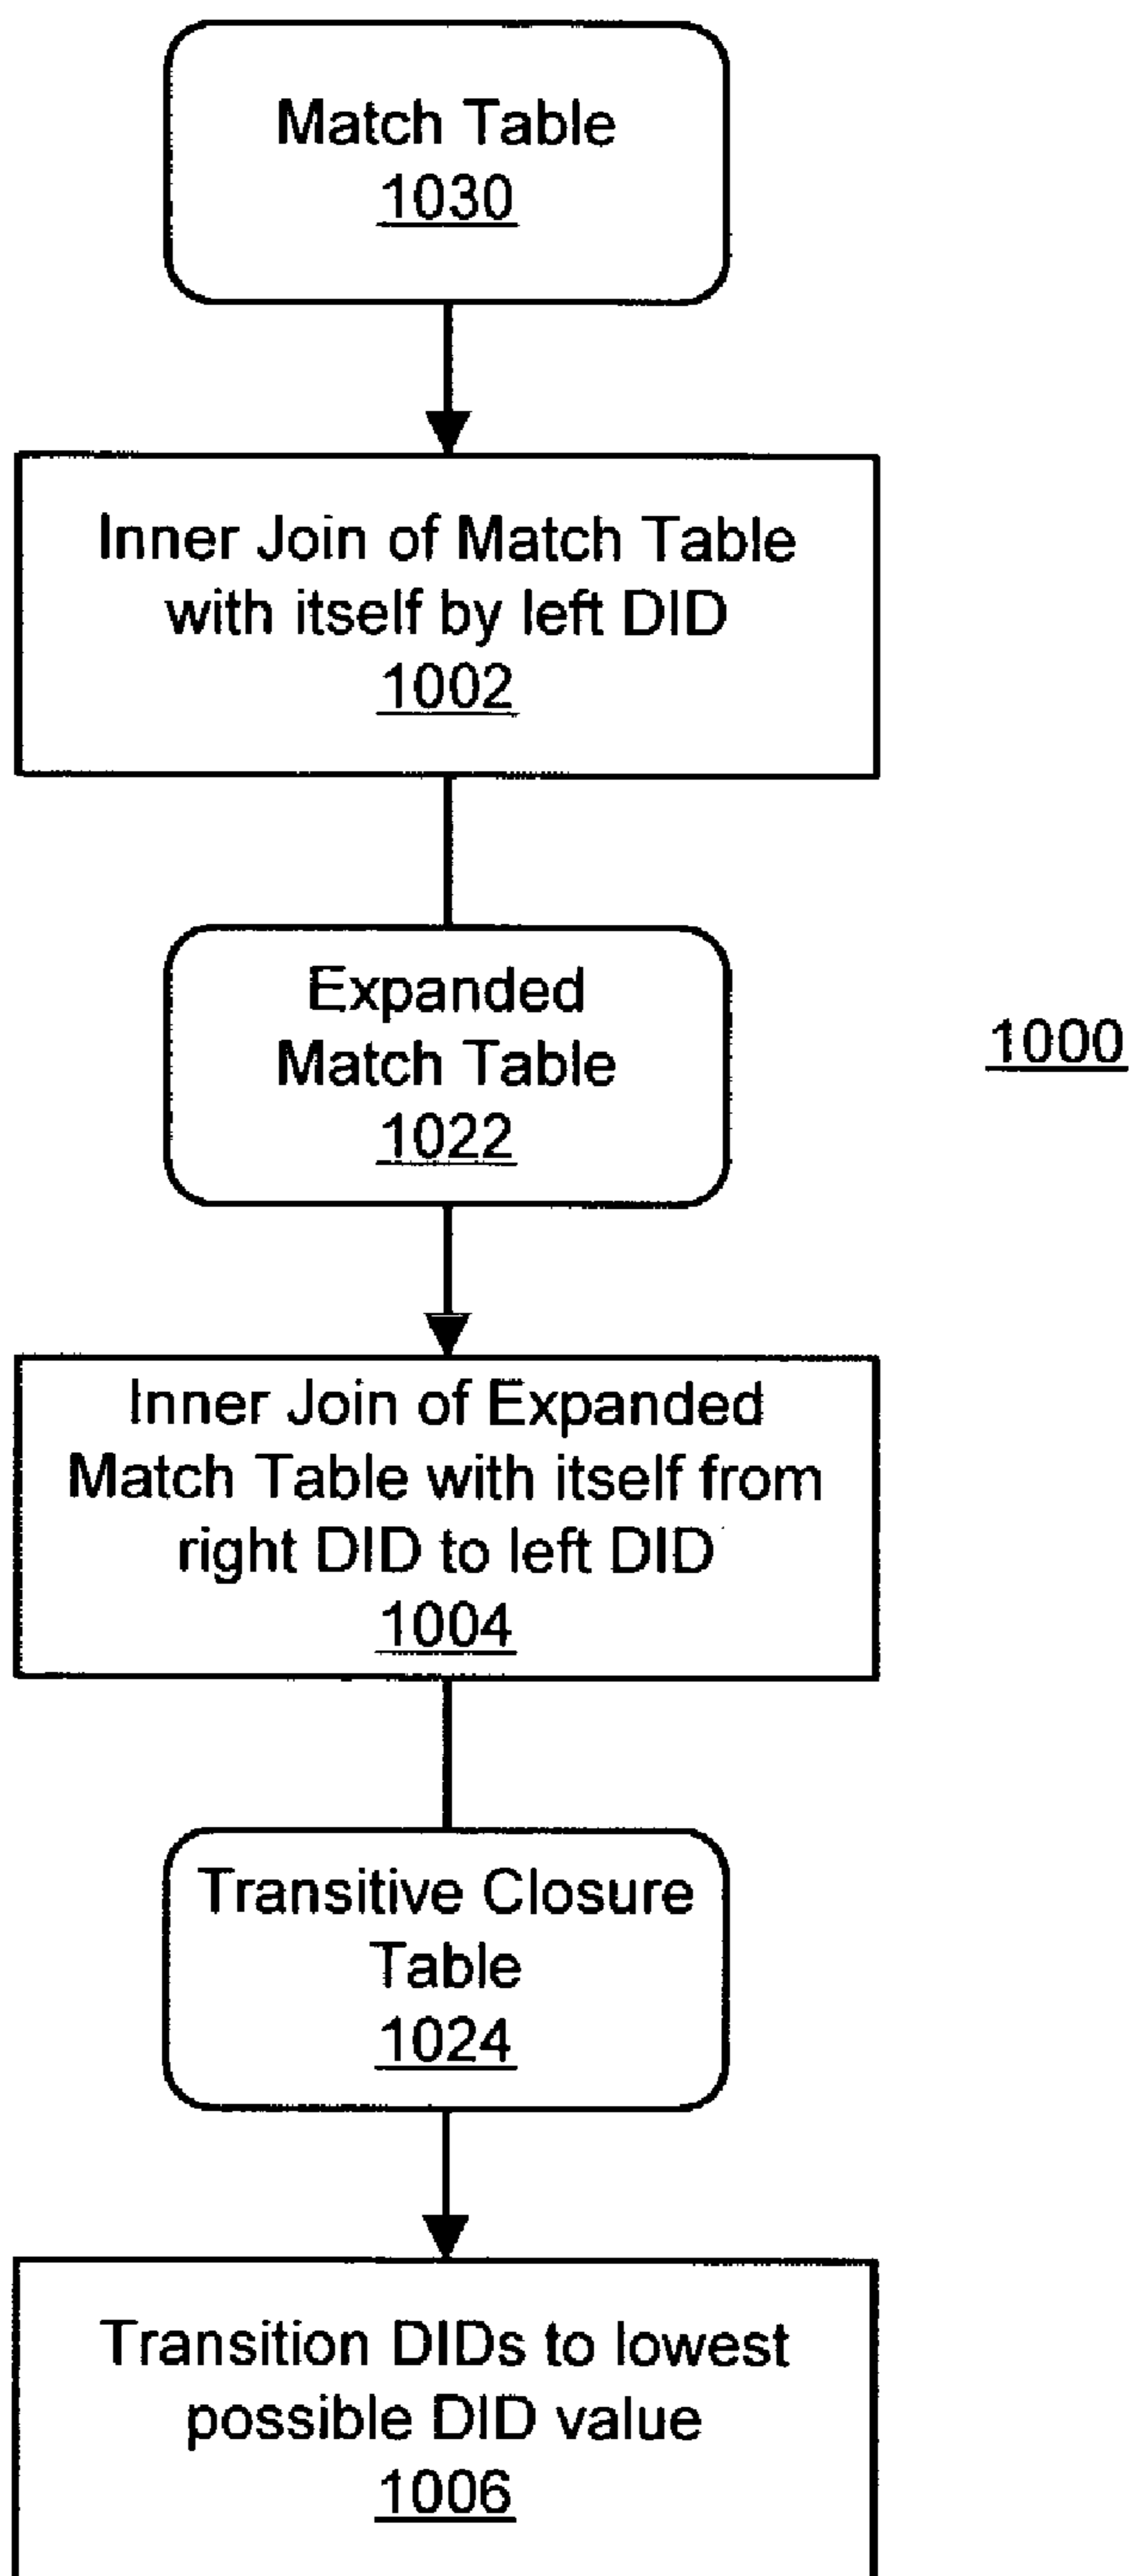 Match Table
1030
Inner Join of Match Table
with itself by left DID
1002
Expanded
Match Table
1022
1000
Inner Join of Expanded
Match Table with itself from
right DID to left DID
1004
Transitive Closure
Table
1024
Transition DIDs to lowest
possible DID value
1006